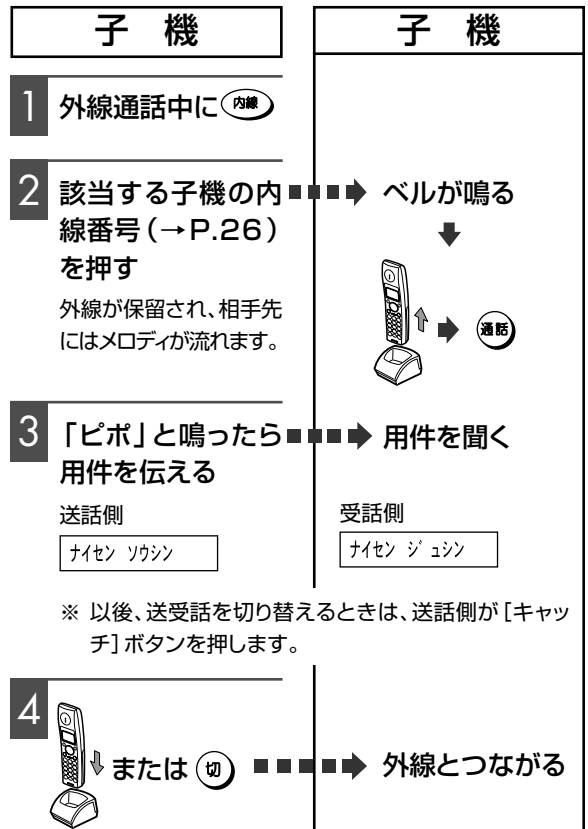 子 機
子 機
1 外線通話中に 内線
2 該当する子機の内
線番号(→P.26)
を押す
外線が保留され、相手先
にはメロディが流れます。
ベルが鳴る
通話
3 「ピポ」と鳴ったら
用件を伝える
送話側
ナイセン ソウシン
用件を聞く
受話側
ナイセン ジュシン
※ 以後、送受話を切り替えるときは、送話側が[キャッ
チ]ボタンを押します。
4 または 切
外線とつながる